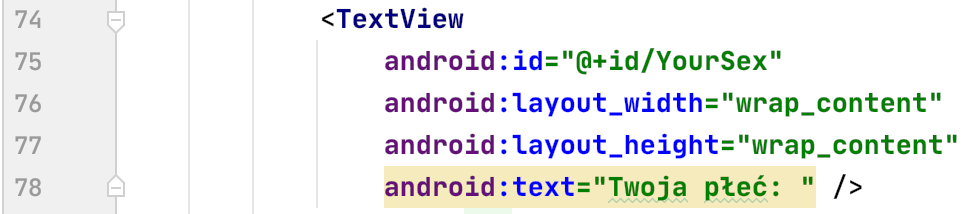 74 <TextView
75 android:id="@+id/YourSex"
76 android:layout_width="wrap_content"
77 android:layout_height="wrap_content"
78 android:text="Twoja płeć: " />